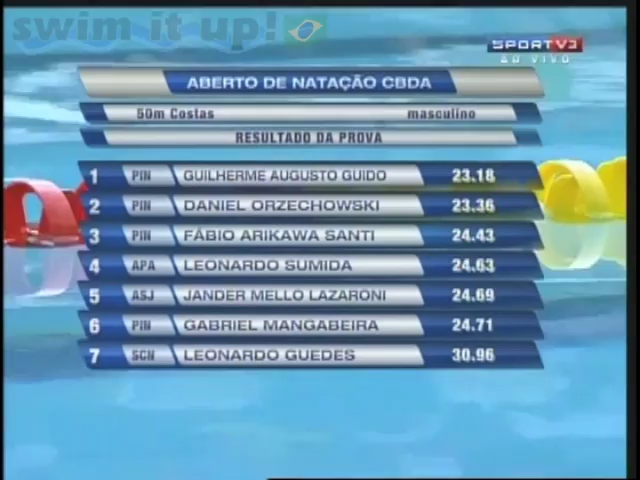 swim it up!
SPORTV3
AO VIVO
ABERTO DE NATAÇÃO CBDA
50m Costas masculino
RESULTADO DA PROVA
1 PIN GUILHERME AUGUSTO GUIDO 23.18
2 PIN DANIEL ORZECHOWSKI 23.36
3 PIN FÁBIO ARIKAWA SANTI 24.43
4 APA LEONARDO SUMIDA 24.63
5 ASJ JANDER MELLO LAZARONI 24.69
6 PIN GABRIEL MANGABEIRA 24.71
7 SCN LEONARDO GUEDES 30.96